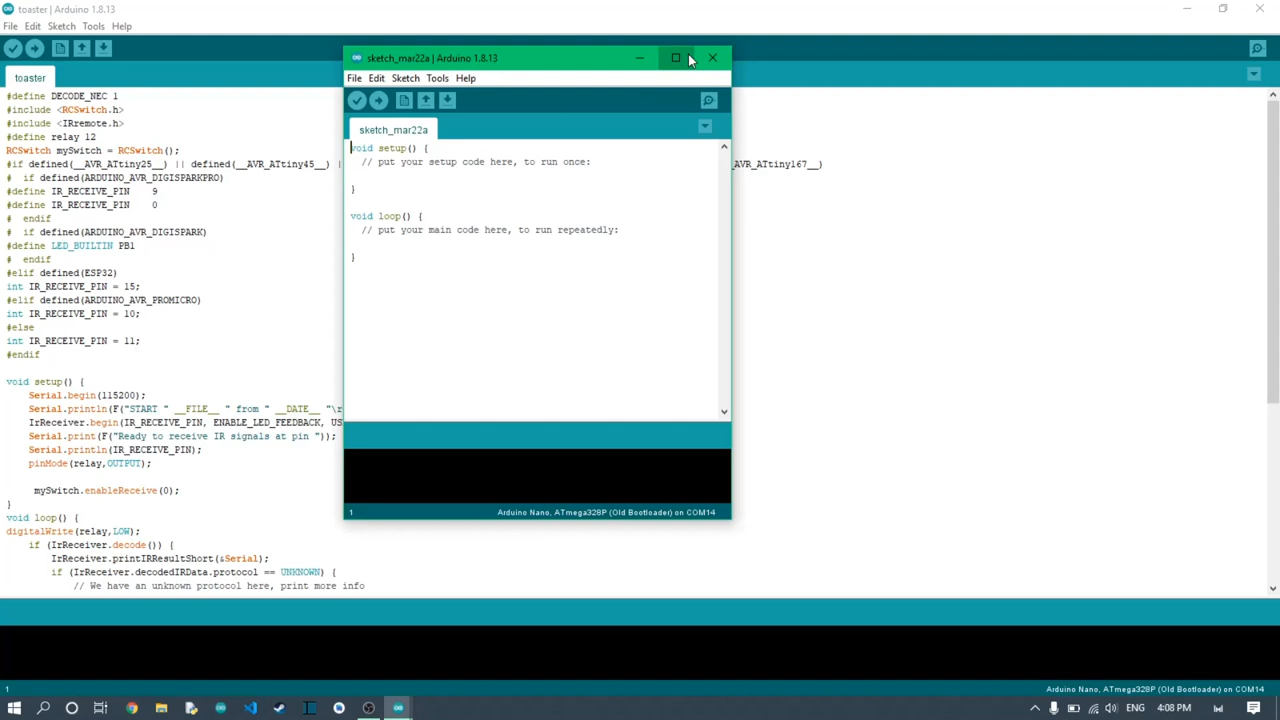 toaster | Arduino 1.8.13
File Edit Sketch Tools Help
toaster
#define DECODE_NEC 1
#include <RCSwitch.h>
#include <IRremote.h>
#define relay 12
RCSwitch mySwitch = RCSwitch();
#if defined(__AVR_ATtiny25__) || defined(__AVR_ATtiny45__) || _AVR_ATtiny167__)
#  if defined(ARDUINO_AVR_DIGISPARKPRO)
#define IR_RECEIVE_PIN    9
#define IR_RECEIVE_PIN    0
#  endif
#  if defined(ARDUINO_AVR_DIGISPARK)
#define LED_BUILTIN PB1
#  endif
#elif defined(ESP32)
int IR_RECEIVE_PIN = 15;
#elif defined(ARDUINO_AVR_PROMICRO)
int IR_RECEIVE_PIN = 10;
#else
int IR_RECEIVE_PIN = 11;
#endif
void setup() {
Serial.begin(115200);
Serial.println(F("START " __FILE__ " from " __DATE__ "\r
IrReceiver.begin(IR_RECEIVE_PIN, ENABLE_LED_FEEDBACK, US
Serial.print(F("Ready to receive IR signals at pin "));
Serial.println(IR_RECEIVE_PIN);
pinMode(relay,OUTPUT);
mySwitch.enableReceive(0);
}
void loop() {
digitalWrite(relay,LOW);
if (IrReceiver.decode()) {
IrReceiver.printIRResultShort(&Serial);
if (IrReceiver.decodedIRData.protocol == UNKNOWN) {
// We have an unknown protocol here, print more info
sketch_mar22a | Arduino 1.8.13
File Edit Sketch Tools Help
sketch_mar22a
void setup() {
// put your setup code here, to run once:
}
void loop() {
// put your main code here, to run repeatedly:
}
1 Arduino Nano, ATmega328P (Old Bootloader) on COM14
1 Arduino Nano, ATmega328P (Old Bootloader) on COM14
ENG 4:08 PM